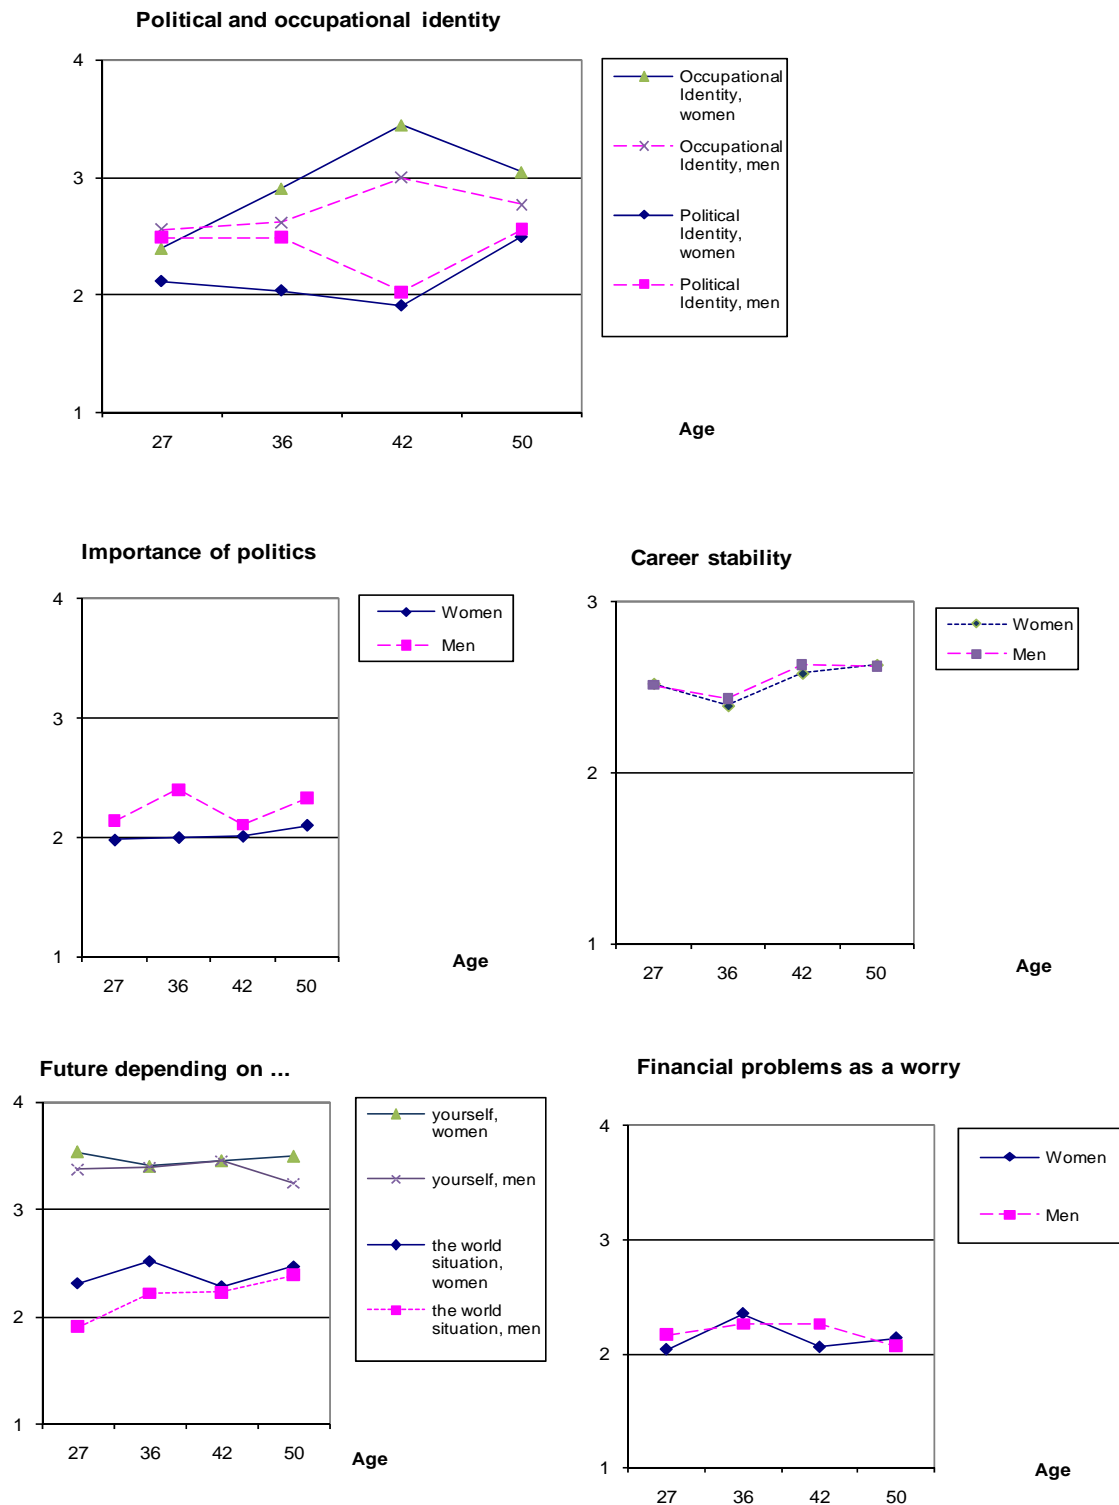 Political and occupational identity
4
3
2
1
27 36 42 50
Age
Occupational
Identity,
women
Occupational
Identity, men
Political
Identity,
women
Political
Identity, men
Importance of politics
4
3
2
1
27 36 42 50
Age
Women
Men
Career stability
3
2
1
27 36 42 50
Age
Women
Men
Future depending on ...
4
3
2
1
27 36 42 50
Age
yourself,
women
yourself, men
the world
situation,
women
the world
situation, men
Financial problems as a worry
4
3
2
1
27 36 42 50
Age
Women
Men